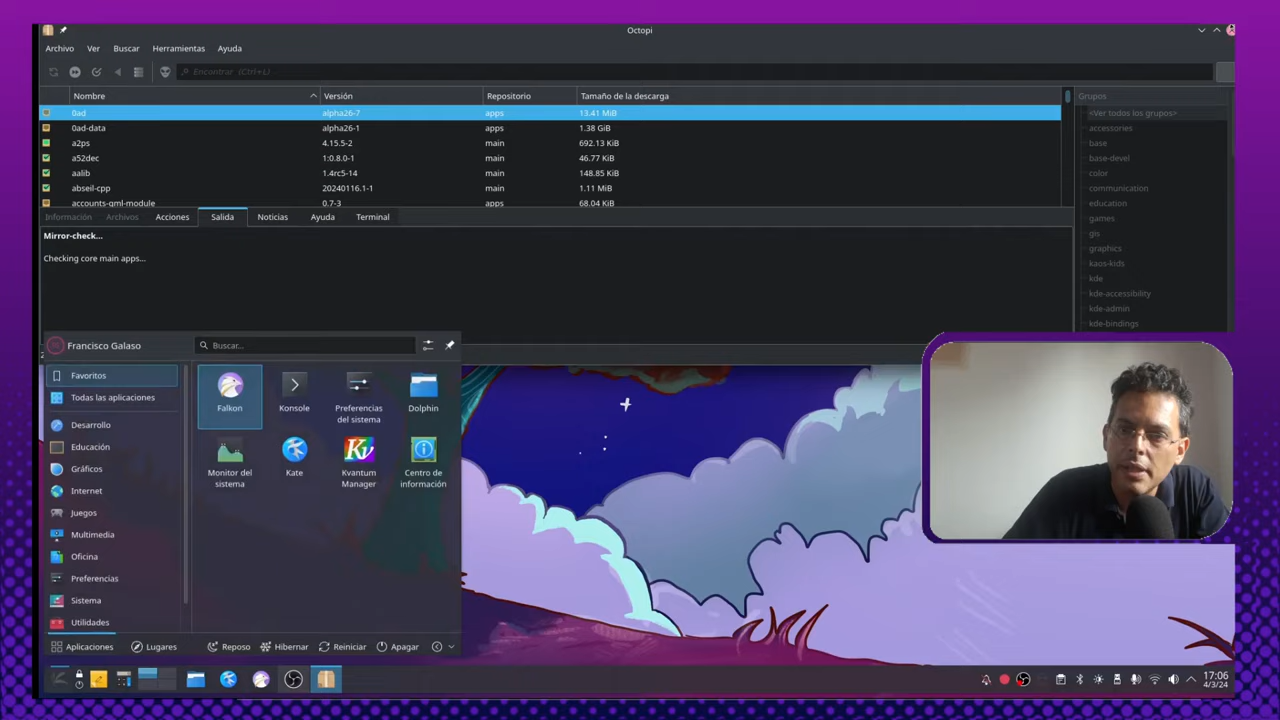 Octopi
Archivo Ver Buscar Herramientas Ayuda
Encontrar (Ctrl+L)
Nombre Versión Repositorio Tamaño de la descarga
0ad alpha26-7 apps 13.41 MiB
0ad-data alpha26-1 apps 1.38 GiB
a2ps 4.15.5-2 main 692.13 KiB
a52dec 1:0.8.0-1 main 46.77 KiB
aalib 1.4rc5-14 main 148.85 KiB
abseil-cpp 20240116.1-1 main 1.11 MiB
accounts-qml-module 0.7-3 apps 68.04 KiB
Grupos
<Ver todos los grupos>
accessories
base
base-devel
color
communication
education
games
gis
graphics
kaos-kids
kde
kde-accessibility
kde-admin
kde-bindings
Información Archivos Acciones Salida Noticias Ayuda Terminal
Mirror-check...
Checking core main apps...
Francisco Galaso
Buscar...
Favoritos
Todas las aplicaciones
Desarrollo
Educación
Gráficos
Internet
Juegos
Multimedia
Oficina
Preferencias
Sistema
Utilidades
Falkon
Konsole
Preferencias
del sistema
Dolphin
Monitor del
sistema
Kate
Kvantum
Manager
Centro de
información
Aplicaciones Lugares Reposo Hibernar Reiniciar Apagar
17:06
4/3/24